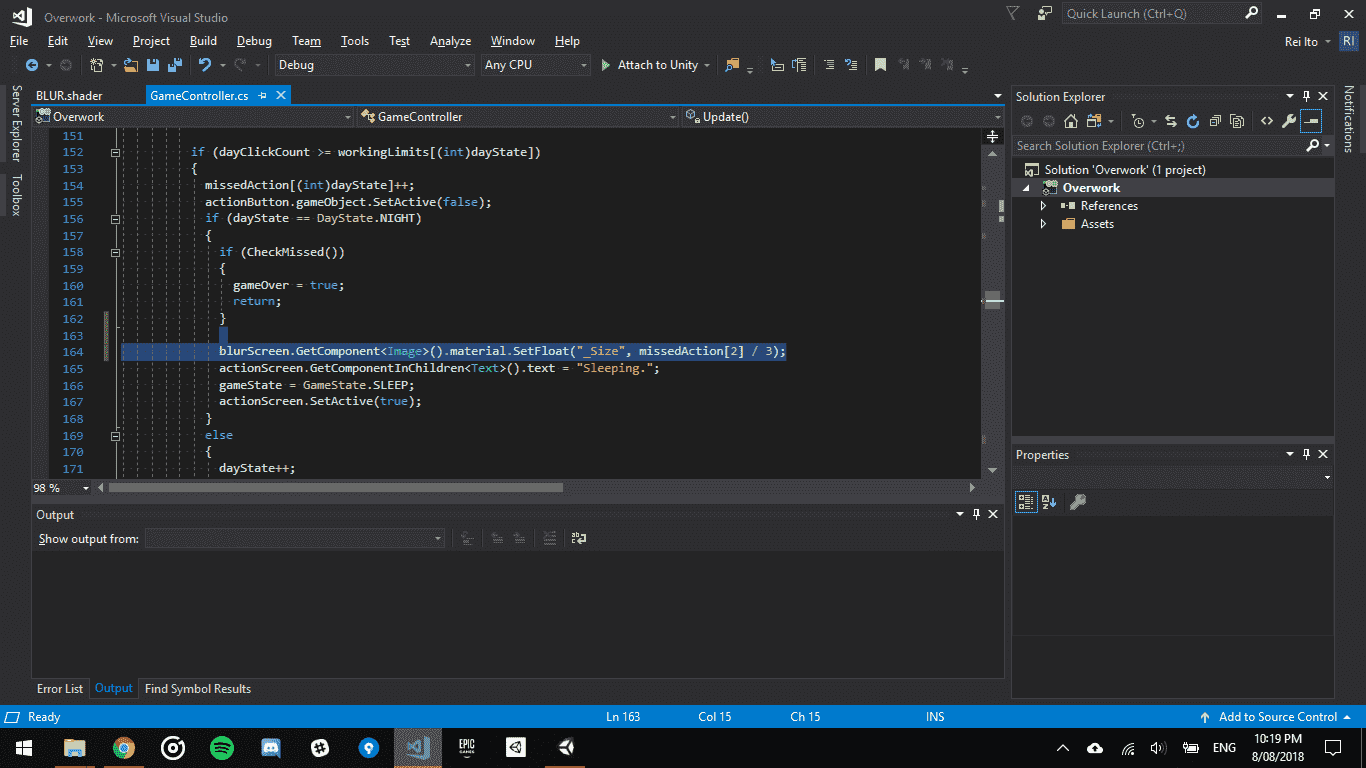 Overwork - Microsoft Visual Studio
Quick Launch (Ctrl+Q)
File Edit View Project Build Debug Team Tools Test Analyze Window Help
Rei Ito RI
Debug Any CPU Attach to Unity
Server Explorer
Toolbox
BLUR.shader GameController.cs
Overwork GameController Update()
151
152 if (dayClickCount >= workingLimits[(int)dayState])
153 {
154 missedAction[(int)dayState]++;
155 actionButton.gameObject.SetActive(false);
156 if (dayState == DayState.NIGHT)
157 {
158 if (CheckMissed())
159 {
160 gameOver = true;
161 return;
162 }
163
164 blurScreen.GetComponent<Image>().material.SetFloat("_Size", missedAction[2] / 3);
165 actionScreen.GetComponentInChildren<Text>().text = "Sleeping.";
166 gameState = GameState.SLEEP;
167 actionScreen.SetActive(true);
168 }
169 else
170 {
171 dayState++;
98 %
Output
Show output from:
Error List Output Find Symbol Results
Solution Explorer
Search Solution Explorer (Ctrl+;)
Solution 'Overwork' (1 project)
Overwork
References
Assets
Properties
Notifications
Ready Ln 163 Col 15 Ch 15 INS Add to Source Control
EPIC
GAMES
ENG
10:19 PM
8/08/2018